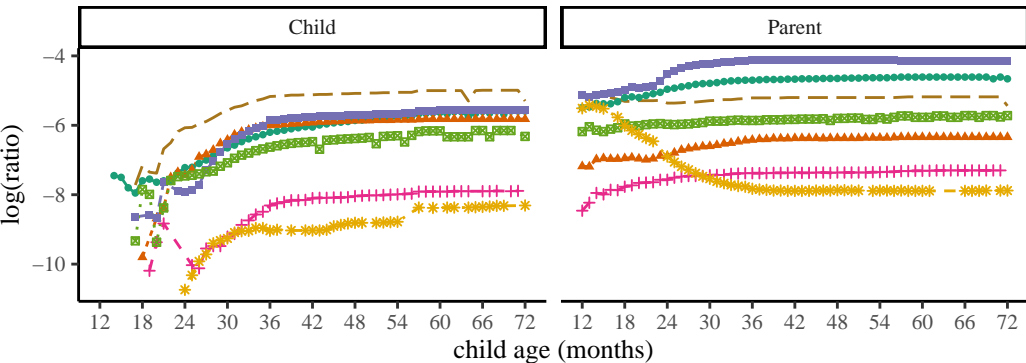 Child Parent
−4
−6
−8
−10
log(ratio)
12 18 24 30 36 42 48 54 60 66 72 12 18 24 30 36 42 48 54 60 66 72
child age (months)